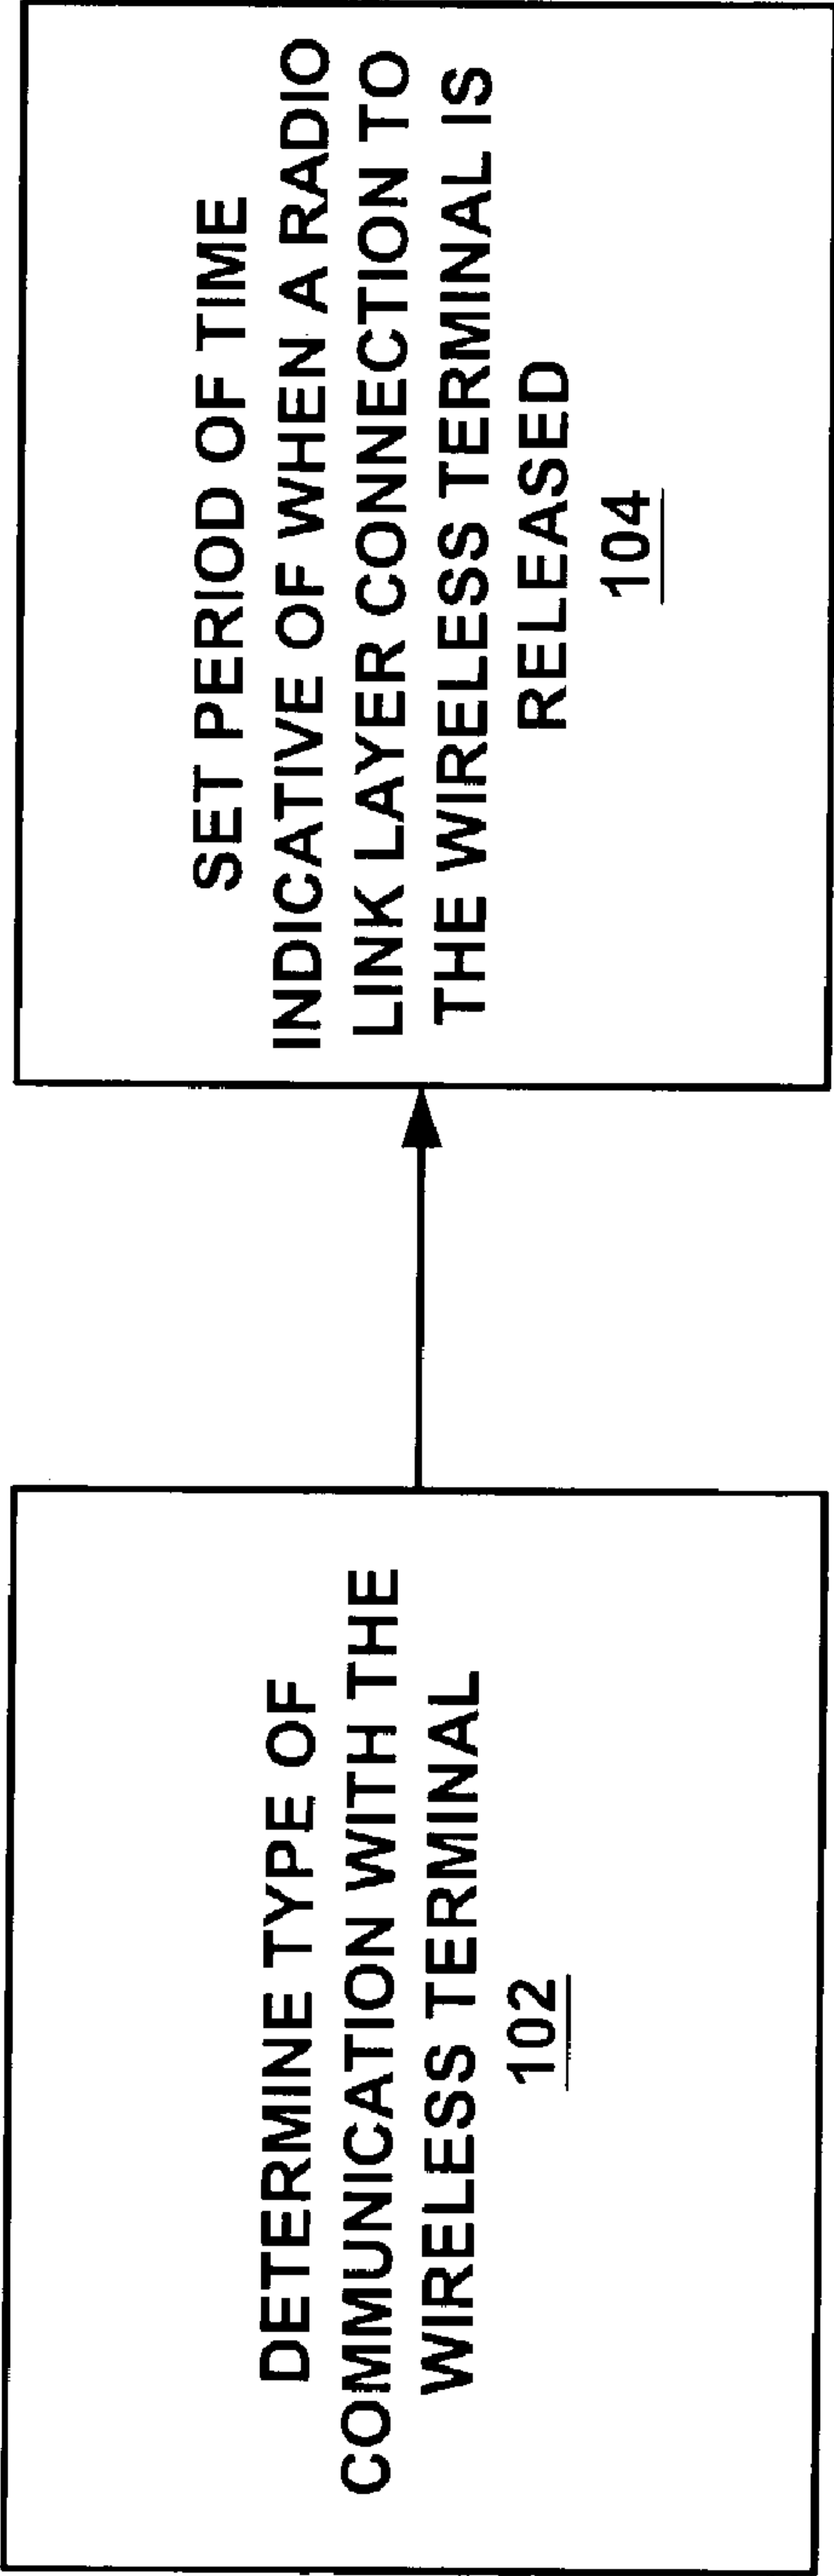 DETERMINE TYPE OF
COMMUNICATION WITH THE
WIRELESS TERMINAL
102
SET PERIOD OF TIME
INDICATIVE OF WHEN A RADIO
LINK LAYER CONNECTION TO
THE WIRELESS TERMINAL IS
RELEASED
104